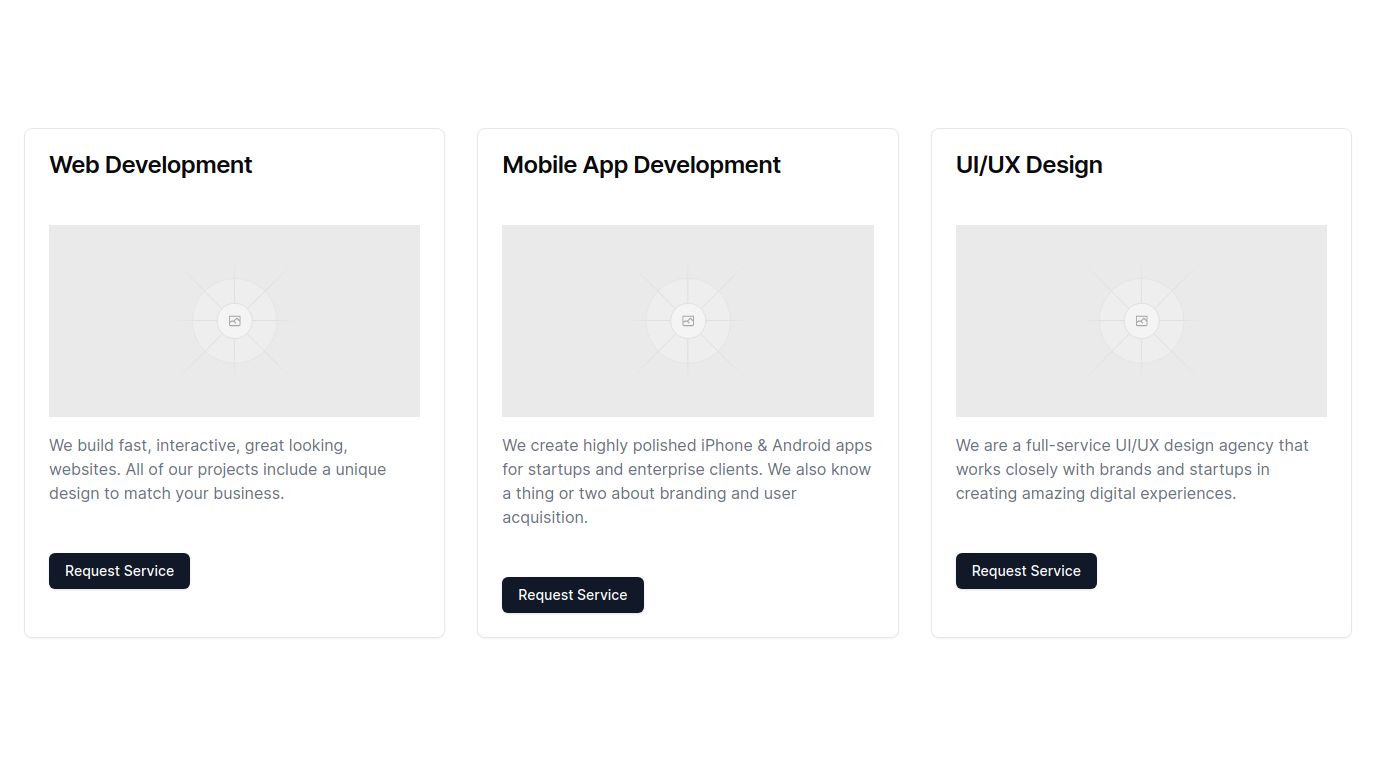 Web Development
We build fast, interactive, great looking,
websites. All of our projects include a unique
design to match your business.
Request Service
Mobile App Development
We create highly polished iPhone & Android apps
for startups and enterprise clients. We also know
a thing or two about branding and user
acquisition.
Request Service
UI/UX Design
We are a full-service UI/UX design agency that
works closely with brands and startups in
creating amazing digital experiences.
Request Service